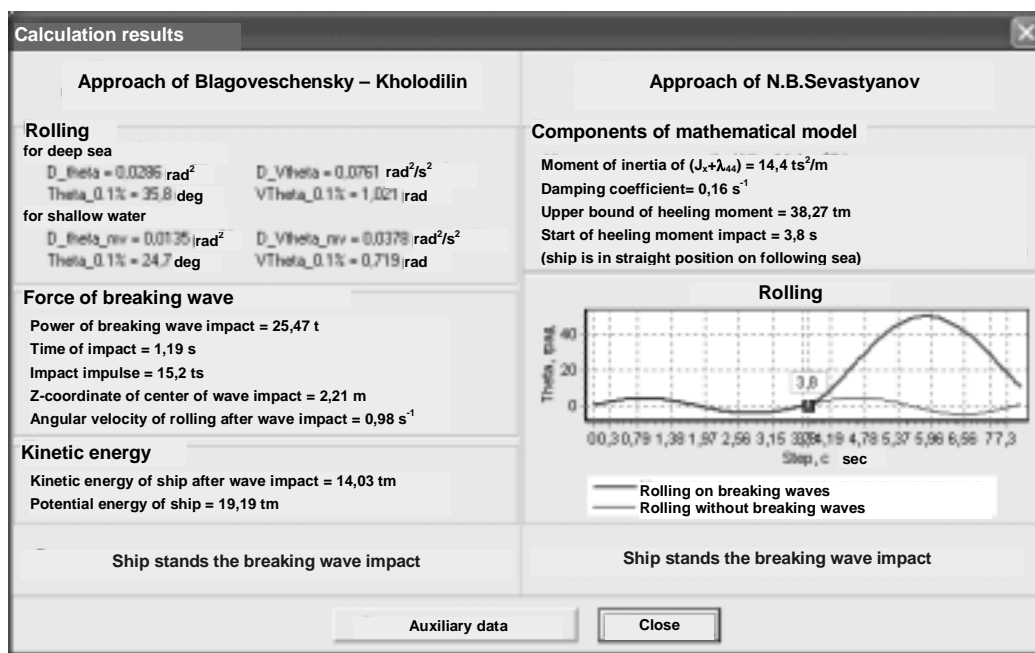 Calculation results
Approach of Blagoveschensky – Kholodilin
Rolling
for deep sea
D_theta = 0,0286 rad²
D_Vtheta = 0,0761 rad²/s²
Theta_0.1% = 35,8 deg
VTheta_0.1% = 1,021 rad
for shallow water
D_theta_mv = 0,0135 rad²
D_Vtheta_mv = 0,0378 rad²/s²
Theta_0.1% = 24,7 deg
VTheta_0.1% = 0,719 rad
Force of breaking wave
Power of breaking wave impact = 25,47 t
Time of impact = 1,19 s
Impact impulse = 15,2 ts
Z-coordinate of center of wave impact = 2,21 m
Angular velocity of rolling after wave impact = 0,98 s⁻¹
Kinetic energy
Kinetic energy of ship after wave impact = 14,03 tm
Potential energy of ship = 19,19 tm
Ship stands the breaking wave impact
Approach of N.B.Sevastyanov
Components of mathematical model
Moment of inertia of (Jₓ+λ₄₄) = 14,4 ts²/m
Damping coefficient= 0,16 s⁻¹
Upper bound of heeling moment = 38,27 tm
Start of heeling moment impact = 3,8 s
(ship is in straight position on following sea)
Rolling
Theta, град
40
20
0
3,8
0 0,3 0,79 1,38 1,97 2,56 3,15 4,19 4,78 5,37 5,96 6,56 7 7,3
Step, c sec
Rolling on breaking waves
Rolling without breaking waves
Ship stands the breaking wave impact
Auxiliary data
Close